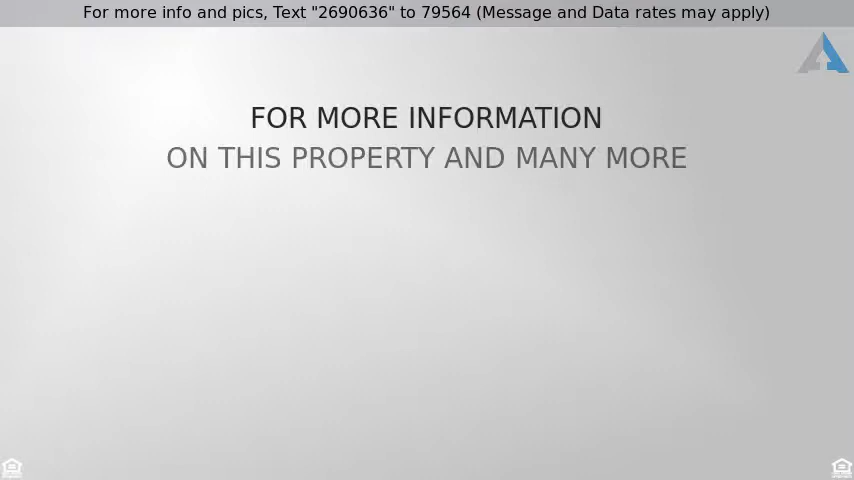 For more info and pics, Text "2690636" to 79564 (Message and Data rates may apply)
FOR MORE INFORMATION
ON THIS PROPERTY AND MANY MORE